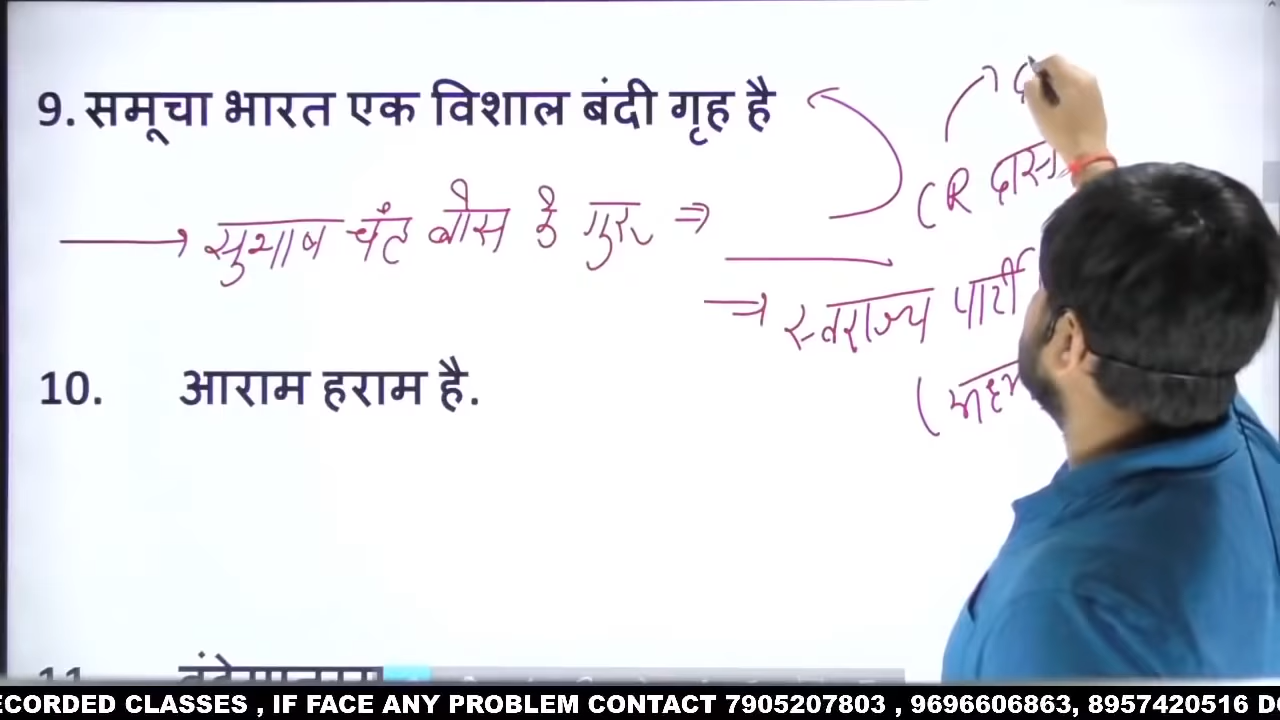 9. समूचा भारत एक विशाल बंदी गृह है
CR दास
सुभाष चंद्र बोस के गुरु ⇒
⇒ स्वराज्य पार्टी
10. आराम हराम है.
11.
ECORDED CLASSES , IF FACE ANY PROBLEM CONTACT 7905207803 , 9696606863, 8957420516